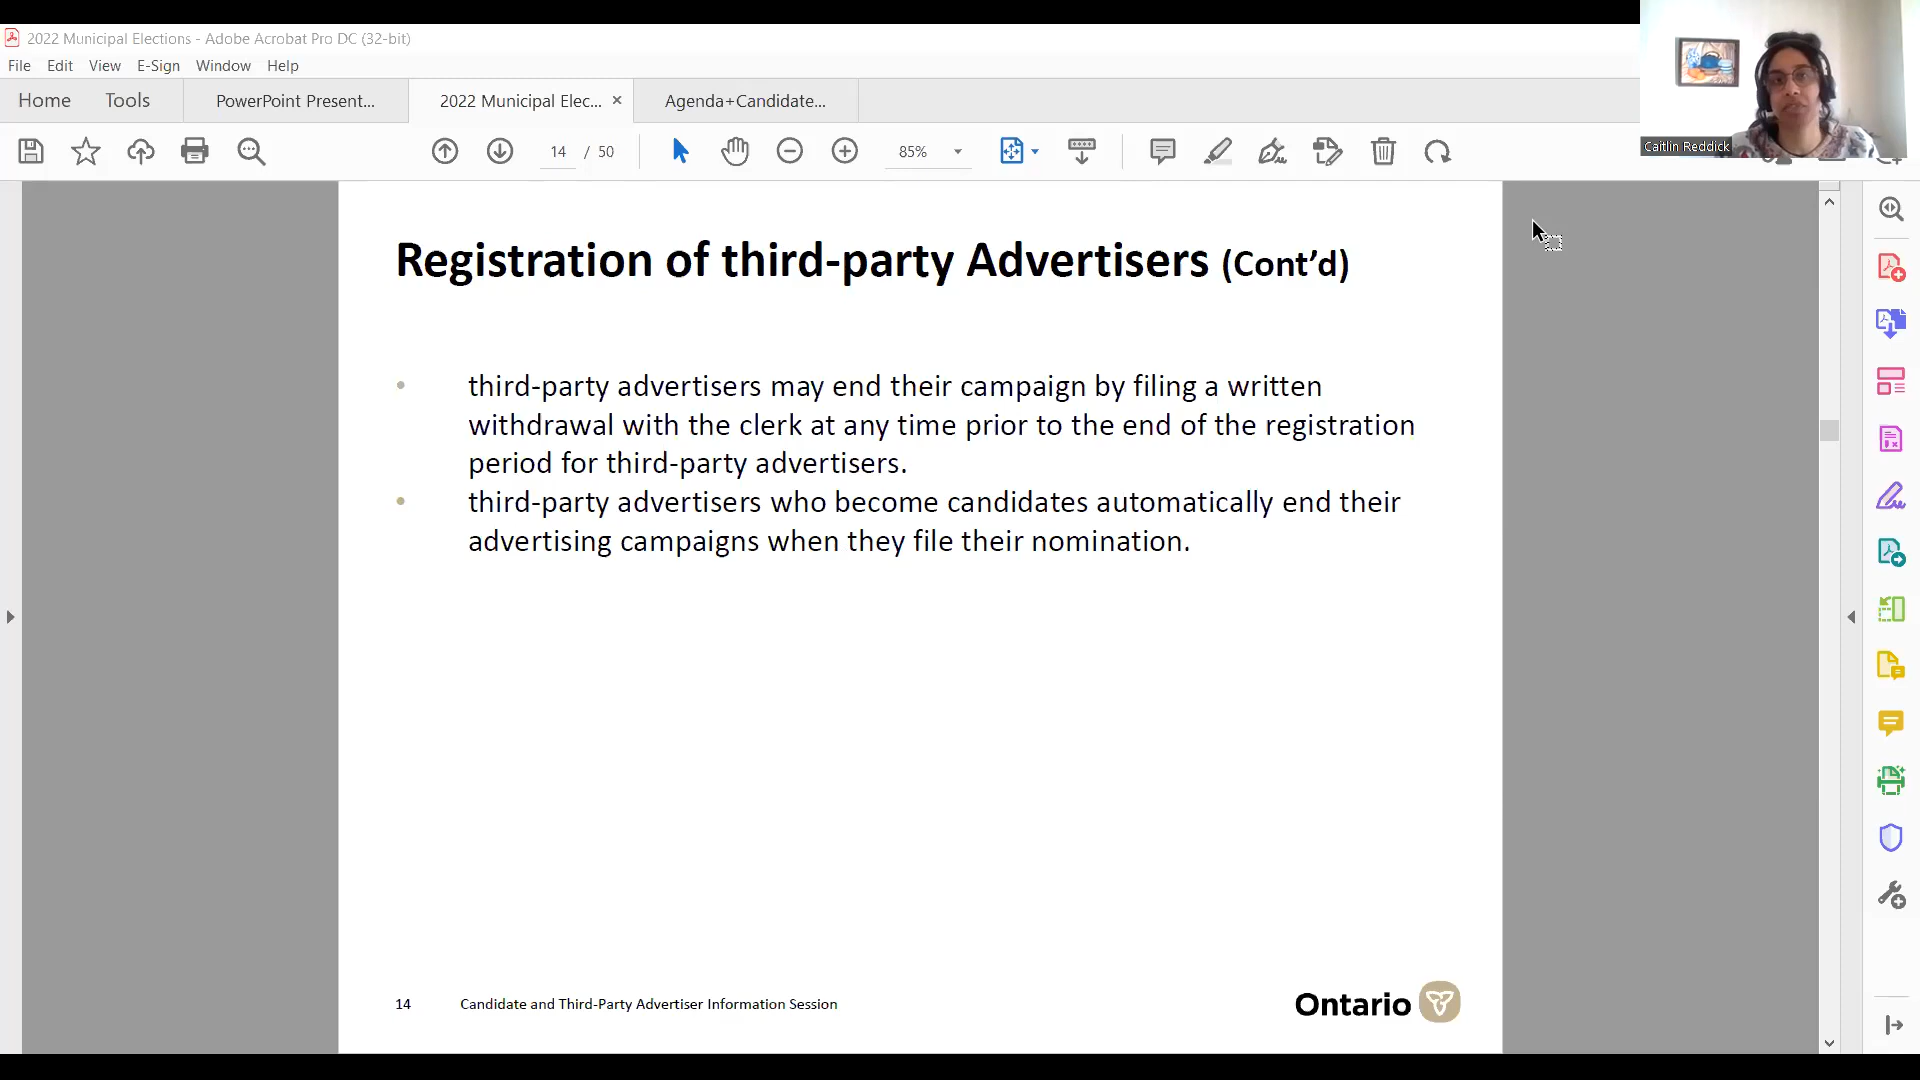 2022 Municipal Elections - Adobe Acrobat Pro DC (32-bit)
File Edit View E-Sign Window Help
Home Tools PowerPoint Present... 2022 Municipal Elec... × Agenda+Candidate...
14 / 50 85%
Caitlin Reddick
Registration of third-party Advertisers (Cont’d)
• third-party advertisers may end their campaign by filing a written
withdrawal with the clerk at any time prior to the end of the registration
period for third-party advertisers.
• third-party advertisers who become candidates automatically end their
advertising campaigns when they file their nomination.
14 Candidate and Third-Party Advertiser Information Session
Ontario